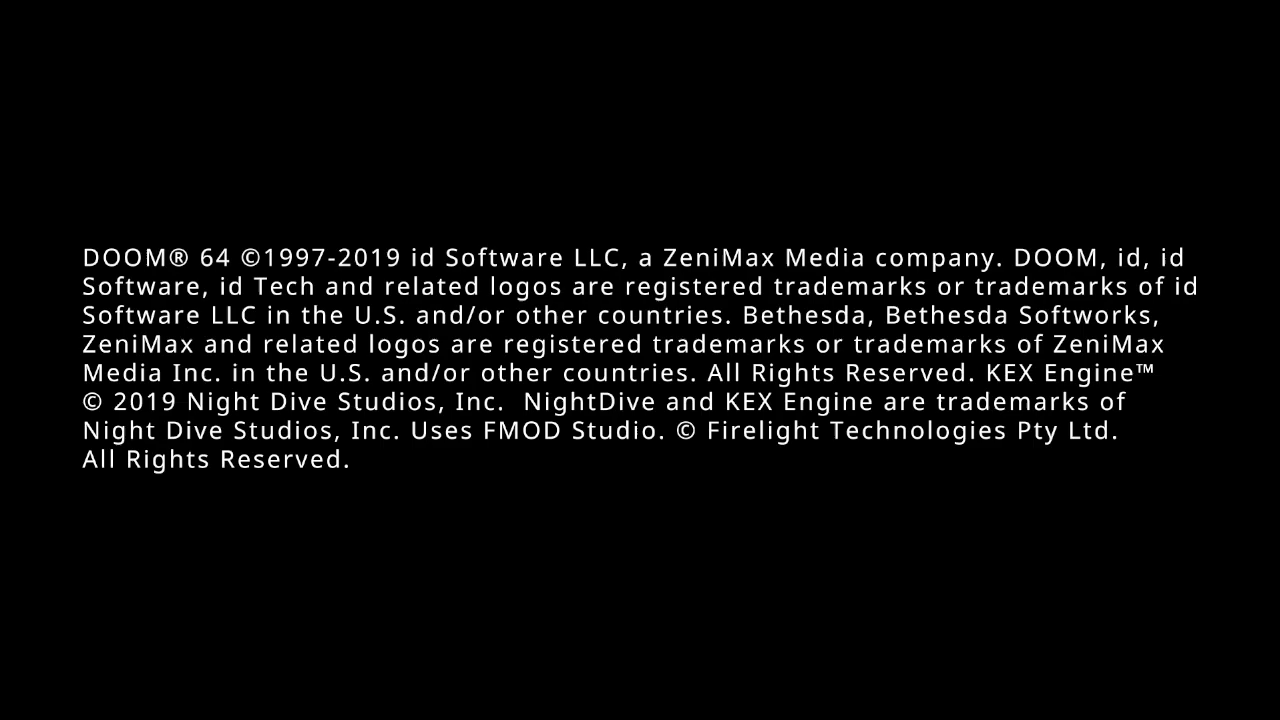 DOOM® 64 ©1997-2019 id Software LLC, a ZeniMax Media company. DOOM, id, id
Software, id Tech and related logos are registered trademarks or trademarks of id
Software LLC in the U.S. and/or other countries. Bethesda, Bethesda Softworks,
ZeniMax and related logos are registered trademarks or trademarks of ZeniMax
Media Inc. in the U.S. and/or other countries. All Rights Reserved. KEX Engine™
© 2019 Night Dive Studios, Inc.  NightDive and KEX Engine are trademarks of
Night Dive Studios, Inc. Uses FMOD Studio. © Firelight Technologies Pty Ltd.
All Rights Reserved.